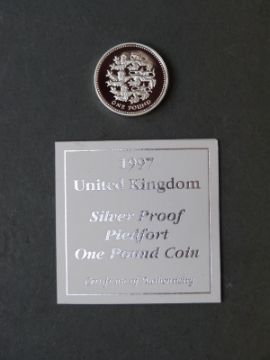 ONE POUND
1997
United Kingdom
Silver Proof
Piedfort
One Pound Coin
Certificate of Authenticity